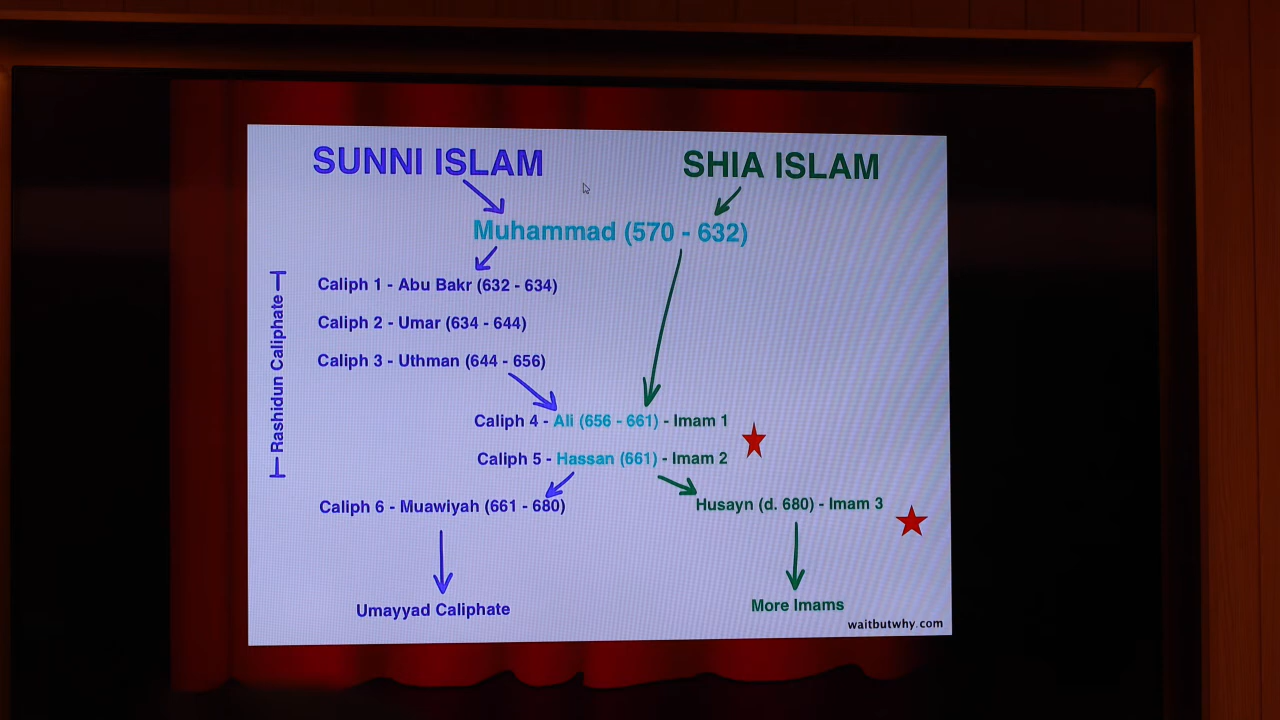 SUNNI ISLAM
SHIA ISLAM
Muhammad (570 - 632)
Rashidun Caliphate
Caliph 1 - Abu Bakr (632 - 634)
Caliph 2 - Umar (634 - 644)
Caliph 3 - Uthman (644 - 656)
Caliph 4 - Ali (656 - 661) - Imam 1
Caliph 5 - Hassan (661) - Imam 2
Caliph 6 - Muawiyah (661 - 680)
Husayn (d. 680) - Imam 3
Umayyad Caliphate
More Imams
waitbutwhy.com